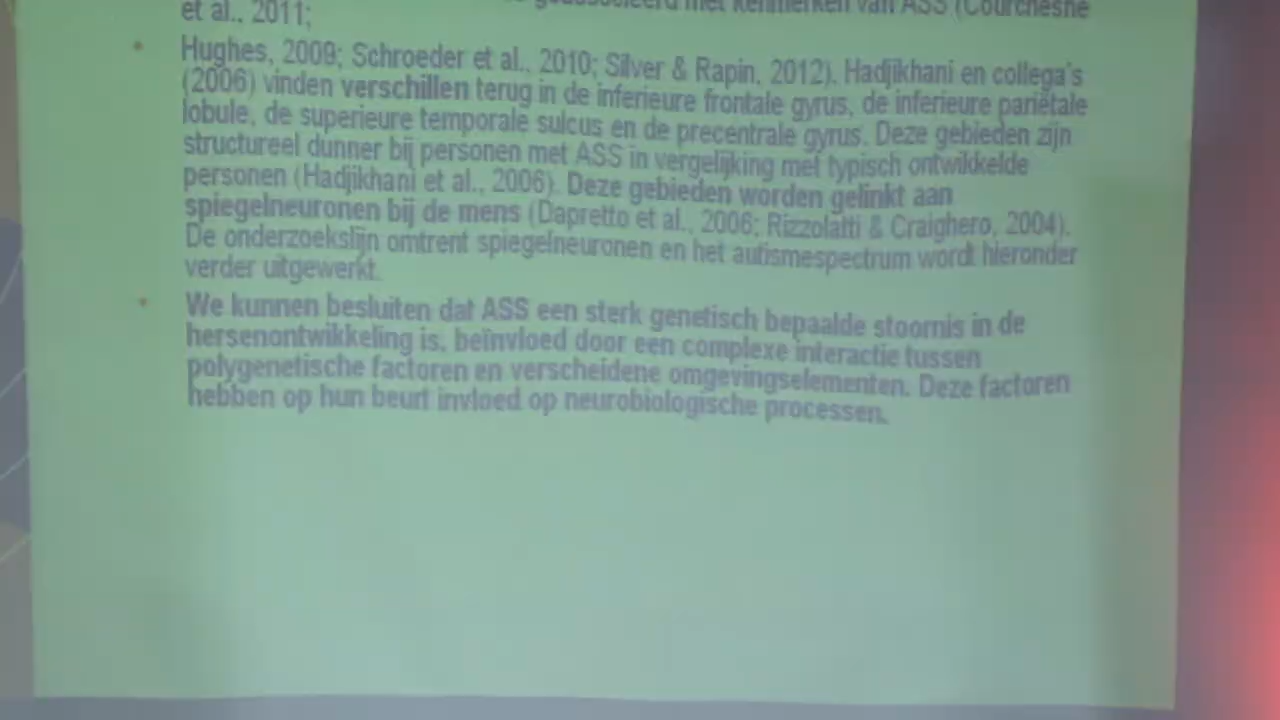 geassocieerd met kenmerken van ASS (Courchesne
et al., 2011;
Hughes, 2009; Schroeder et al., 2010; Silver & Rapin, 2012). Hadjikhani en collega's
(2006) vinden verschillen terug in de inferieure frontale gyrus, de inferieure pariëtale
lobule, de superieure temporale sulcus en de precentrale gyrus. Deze gebieden zijn
structureel dunner bij personen met ASS in vergelijking met typisch ontwikkelde
personen (Hadjikhani et al., 2006). Deze gebieden worden gelinkt aan
spiegelneuronen bij de mens (Dapretto et al., 2006; Rizzolatti & Craighero, 2004).
De onderzoekslijn omtrent spiegelneuronen en het autismespectrum wordt hieronder
verder uitgewerkt.
We kunnen besluiten dat ASS een sterk genetisch bepaalde stoornis in de
hersenontwikkeling is, beïnvloed door een complexe interactie tussen
polygenetische factoren en verscheidene omgevingselementen. Deze factoren
hebben op hun beurt invloed op neurobiologische processen.